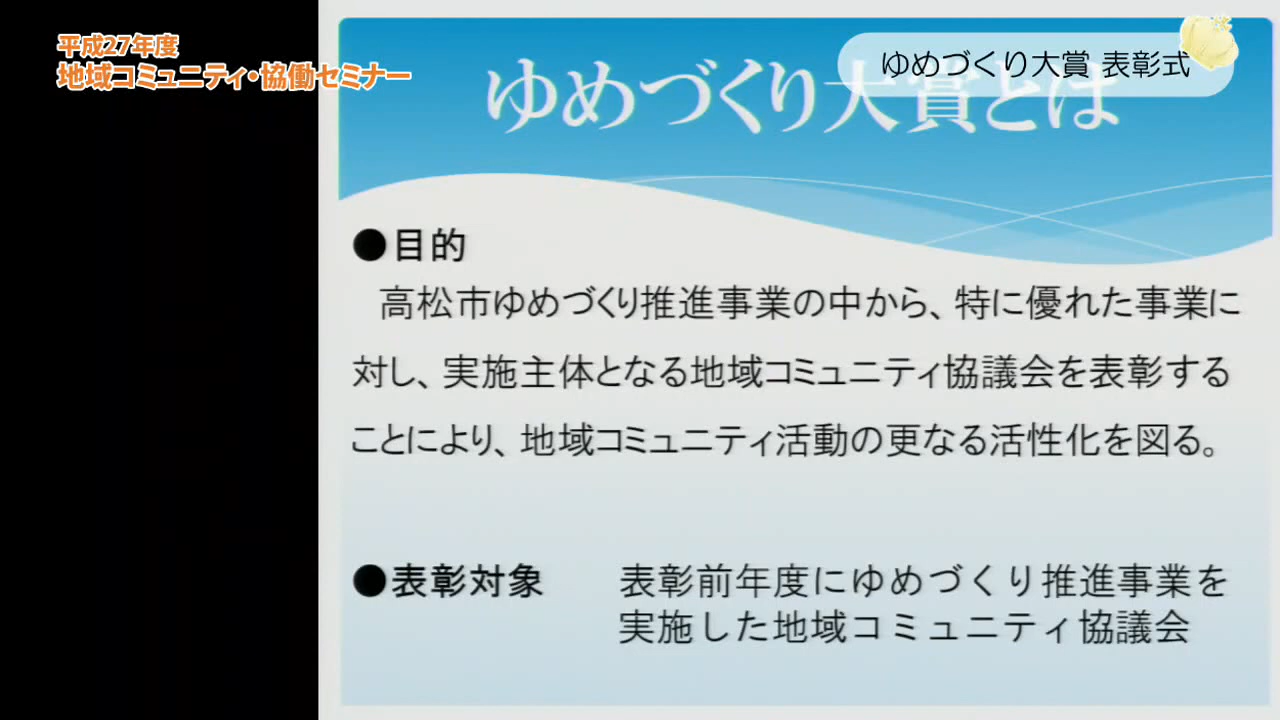 平成27年度
地域コミュニティ・協働セミナー
ゆめづくり大賞 表彰式
ゆめづくり大賞とは
●目的
高松市ゆめづくり推進事業の中から、特に優れた事業に
対し、実施主体となる地域コミュニティ協議会を表彰する
ことにより、地域コミュニティ活動の更なる活性化を図る。
●表彰対象 表彰前年度にゆめづくり推進事業を
実施した地域コミュニティ協議会